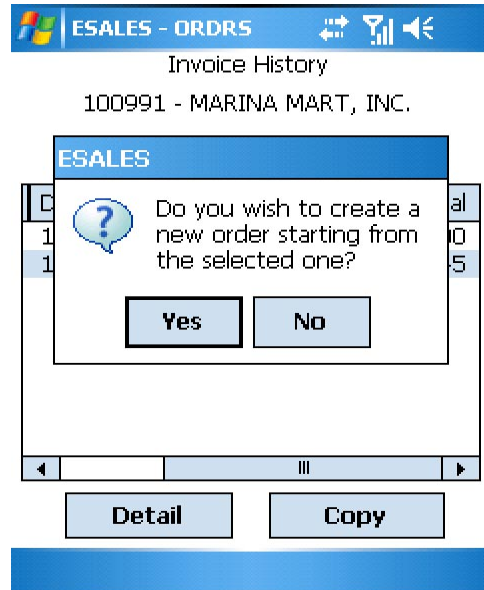 ESALES - ORDRS
Invoice History
100991 - MARINA MART, INC.
ESALES
Do you wish to create a
new order starting from
the selected one?
Yes No
Detail Copy